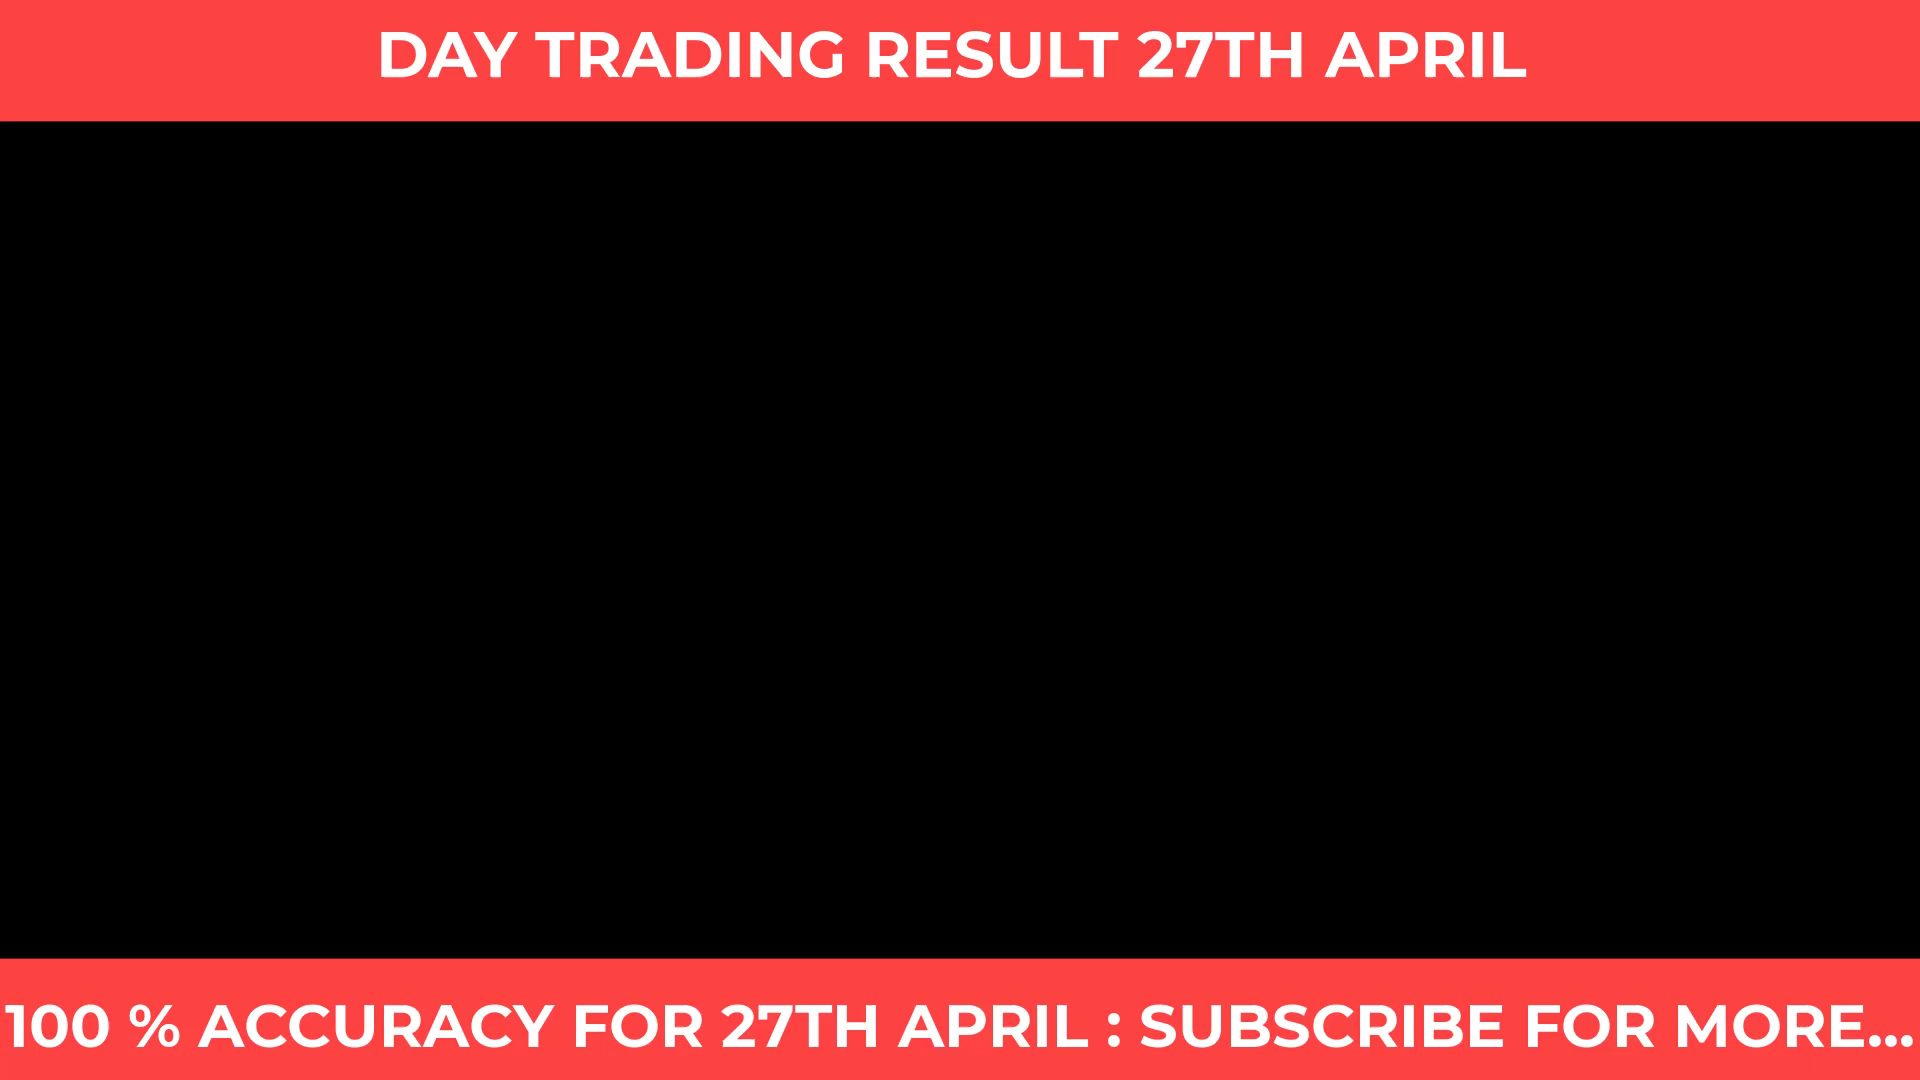 DAY TRADING RESULT 27TH APRIL
100 % ACCURACY FOR 27TH APRIL : SUBSCRIBE FOR MORE...